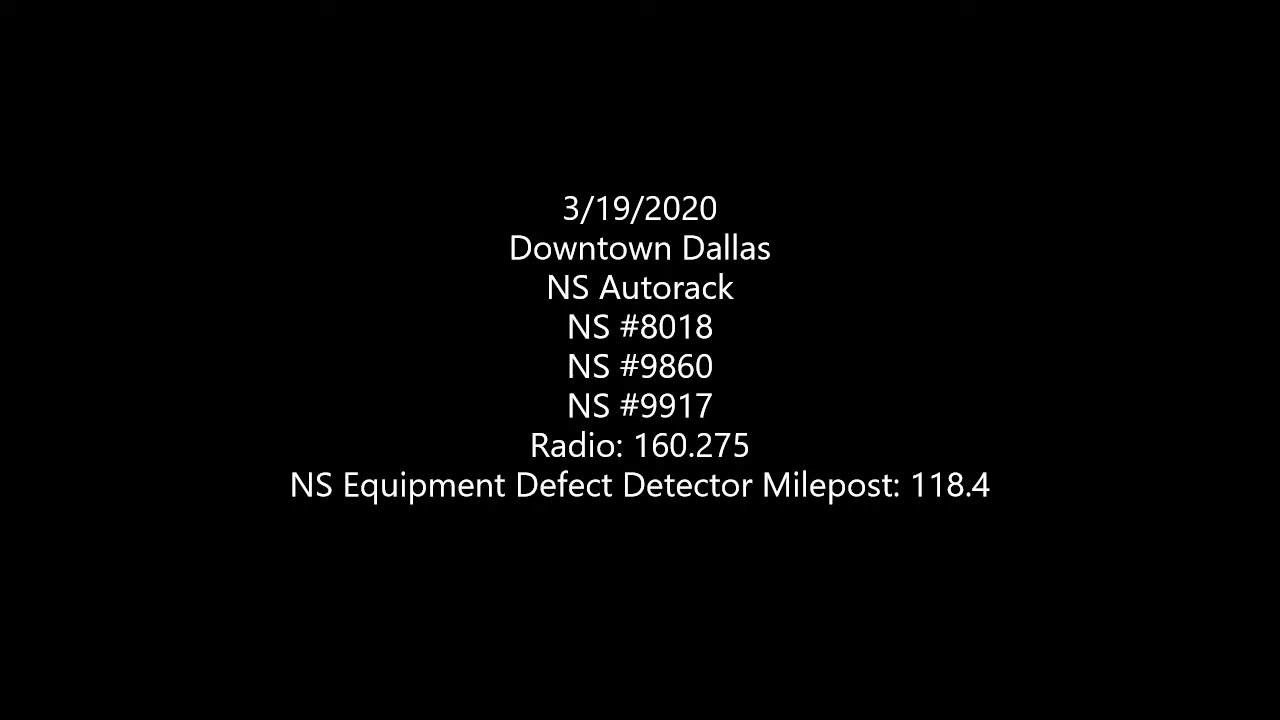 3/19/2020
Downtown Dallas
NS Autorack
NS #8018
NS #9860
NS #9917
Radio: 160.275
NS Equipment Defect Detector Milepost: 118.4